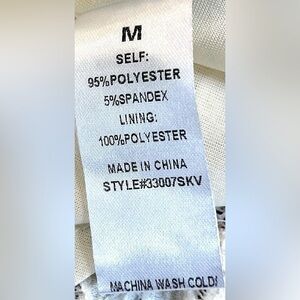 M
SELF:
95%POLYESTER
5%SPANDEX
LINING:
100%POLYESTER
MADE IN CHINA
STYLE#33007SKV
MACHINA WASH COLD